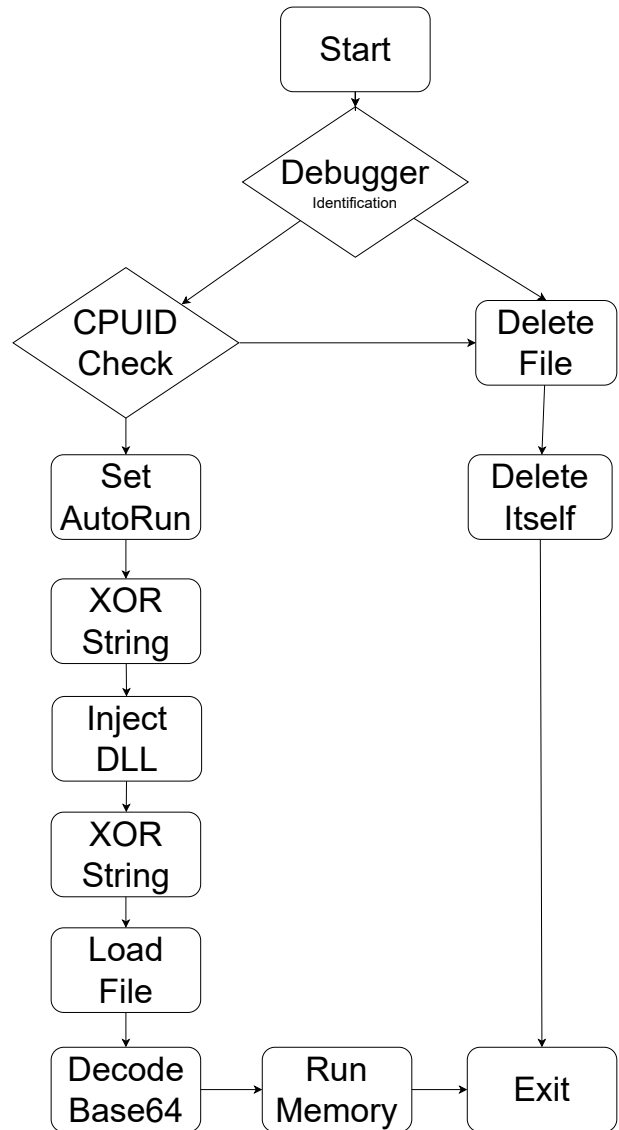 Start
Debugger
Identification
CPUID
Check
Delete
File
Set
AutoRun
Delete
Itself
XOR
String
Inject
DLL
XOR
String
Load
File
Decode
Base64
Run
Memory
Exit